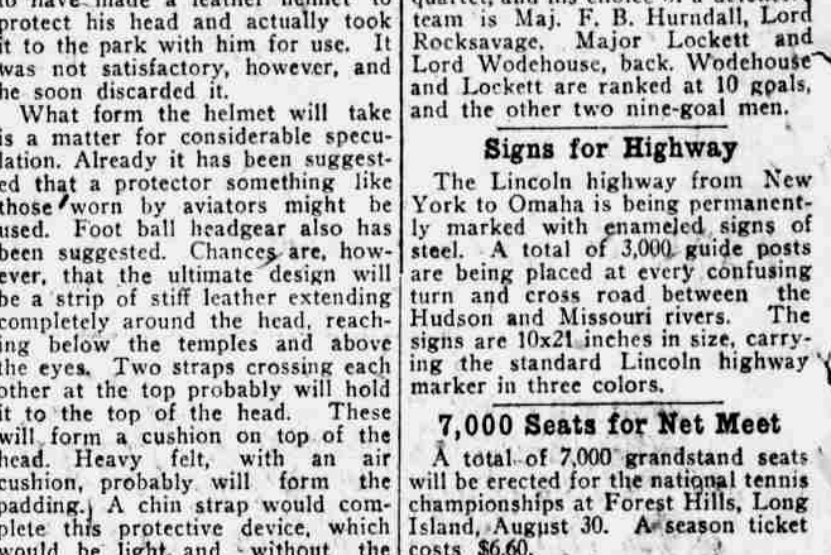 to have made a leather helmet to
protect his head and actually took
it to the park with him for use. It
was not satisfactory, however, and
he soon discarded it.
What form the helmet will take
is a matter for considerable specu-
lation. Already it has been suggest-
ed that a protector something like
those worn by aviators might be
used. Foot ball headgear also has
been suggested. Chances are, how-
ever, that the ultimate design will
be a strip of stiff leather extending
completely around the head, reach-
ing below the temples and above
the eyes. Two straps crossing each
other at the top probably will hold
it to the top of the head. These
will form a cushion on top of the
head. Heavy felt, with an air
cushion, probably will form the
padding. A chin strap would com-
plete this protective device, which
would be light and without the
team is Maj. F. B. Hurndall, Lord
Rocksavage, Major Lockett and
Lord Wodehouse, back. Wodehouse
and Lockett are ranked at 10 goals,
and the other two nine-goal men.
Signs for Highway
The Lincoln highway from New
York to Omaha is being permanent-
ly marked with enameled signs of
steel. A total of 3,000 guide posts
are being placed at every confusing
turn and cross road between the
Hudson and Missouri rivers. The
signs are 10x21 inches in size, carry-
ing the standard Lincoln highway
marker in three colors.
7,000 Seats for Net Meet
A total of 7,000 grandstand seats
will be erected for the national tennis
championships at Forest Hills, Long
Island, August 30. A season ticket
costs $6.60.